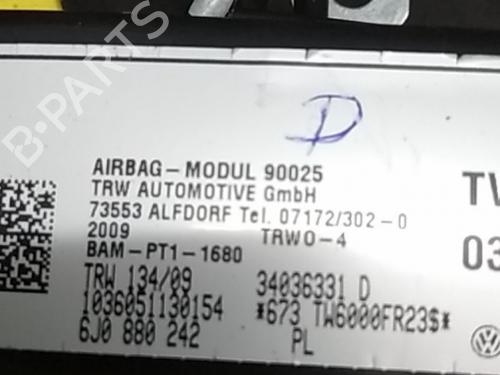 B-PARTS
D
AIRBAG-MODUL 90025
TRW AUTOMOTIVE GmbH
73553 ALFDORF Tel. 07172/302-0
2009 TRWO-4
BAM-PT1-1680
TRW 134/09 34036331 D
1036051130154 *673 TW6000FR23$*
6J0 880 242 PL
TW
03